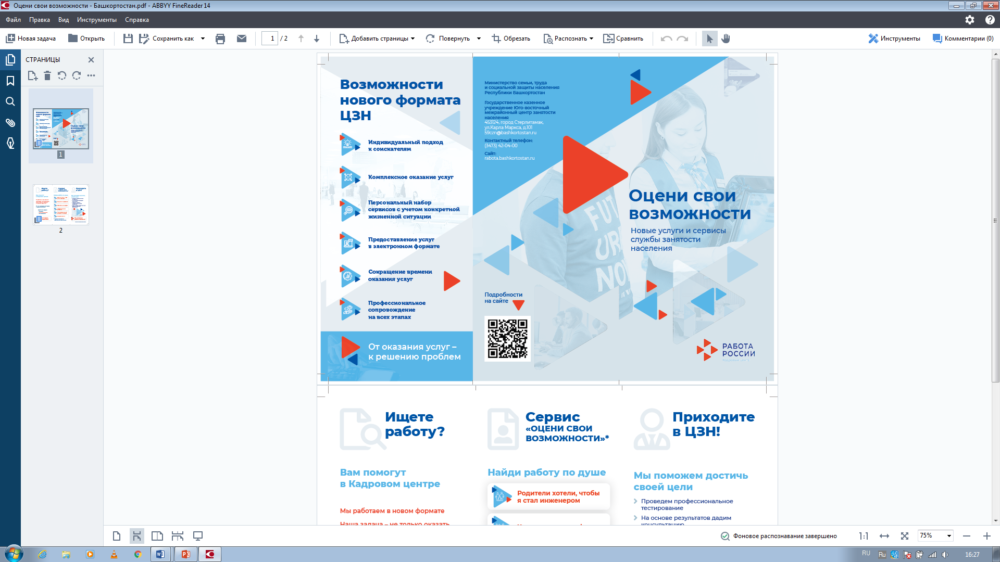 Оцени свои возможности - Башкортостан.pdf - ABBYY FineReader 14
Файл Правка Вид Инструменты Справка
Новая задача Открыть Сохранить как 1 / 2 Добавить страницы Повернуть Обрезать Распознать Сравнить Инструменты Комментарии (0)
СТРАНИЦЫ
1
2
Возможности
нового формата
ЦЗН
Индивидуальный подход
к соискателям
Комплексное оказание услуг
Персональный набор
сервисов с учетом конкретной
жизненной ситуации
Предоставление услуг
в электронном формате
Сокращение времени
оказания услуг
Профессиональное
сопровождение
на всех этапах
От оказания услуг –
к решению проблем
Министерство семьи, труда
и социальной защиты населения
Республики Башкортостан
Государственное казенное
учреждение Юго-восточный
межрайонный центр занятости
населения
453124, город Стерлитамак,
ул.Карла Маркса, д.101
59czn@bashkortostan.ru
Контактный телефон:
(3473) 42-04-00
Сайт:
rabota.bashkortostan.ru
Подробности
на сайте
Оцени свои
возможности
Новые услуги и сервисы
службы занятости
населения
РАБОТА
РОССИИ
Ищете
работу?
Вам помогут
в Кадровом центре
Мы работаем в новом формате
Наша задача – не только оказать
Сервис
«ОЦЕНИ СВОИ
ВОЗМОЖНОСТИ»*
Найди работу по душе
Родители хотели, чтобы
я стал инженером
Приходите
в ЦЗН!
Мы поможем достичь
своей цели
Проведем профессиональное
тестирование
На основе результатов дадим
консультацию
Фоновое распознавание завершено 1:1 75%
RU Ru 16:27